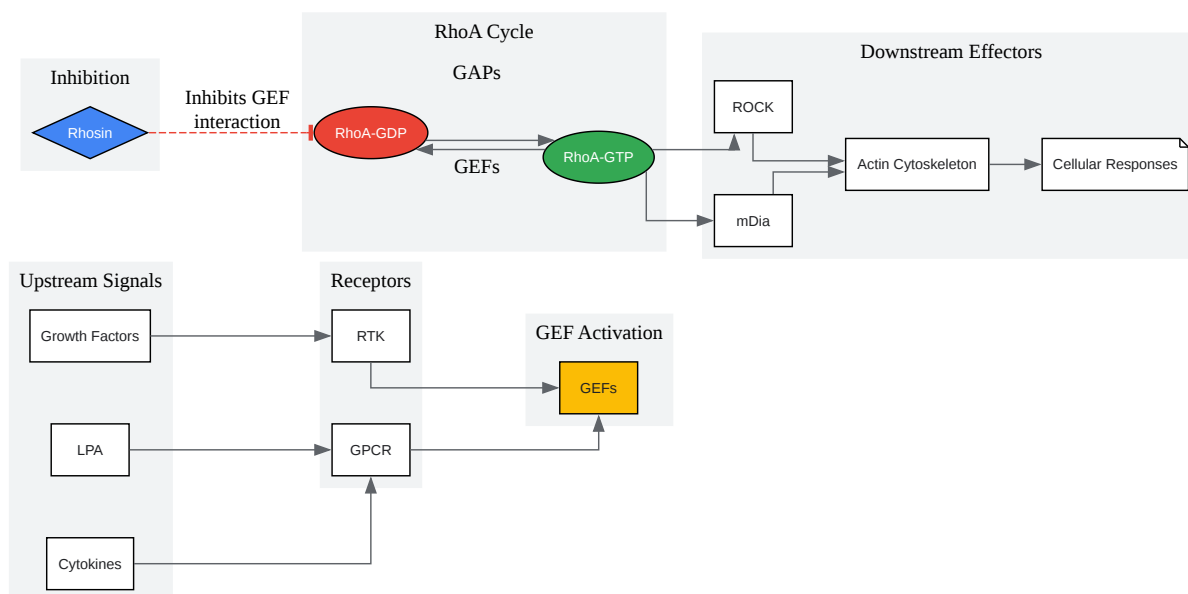 RhoA Cycle
GAPs
Downstream Effectors
Inhibition
Inhibits GEF
interaction
Rhosin
RhoA-GDP
RhoA-GTP
GEFs
ROCK
mDia
Actin Cytoskeleton
Cellular Responses
Upstream Signals
Receptors
Growth Factors
RTK
GEF Activation
GEFs
LPA
GPCR
Cytokines